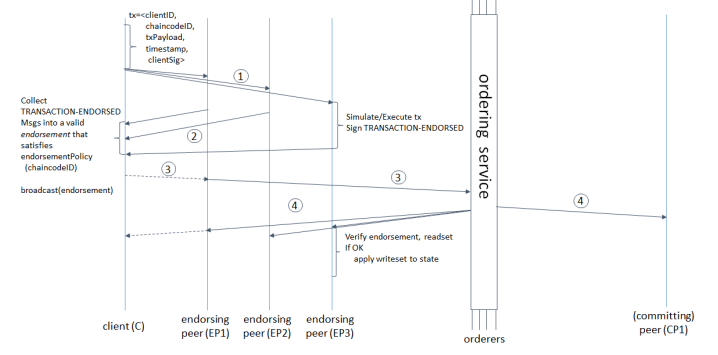 tx=<clientID,
chaincodeID,
txPayload,
timestamp,
clientSig>
1
Collect
TRANSACTION-ENDORSED
Msgs into a valid
endorsement that
satisfies
endorsementPolicy
(chaincodeID)
broadcast(endorsement)
2
Simulate/Execute tx
Sign TRANSACTION-ENDORSED
3
3
4
4
Verify endorsement, readset
If OK
apply writeset to state
ordering service
client (C)
endorsing
peer (EP1)
endorsing
peer (EP2)
endorsing
peer (EP3)
orderers
(committing)
peer (CP1)